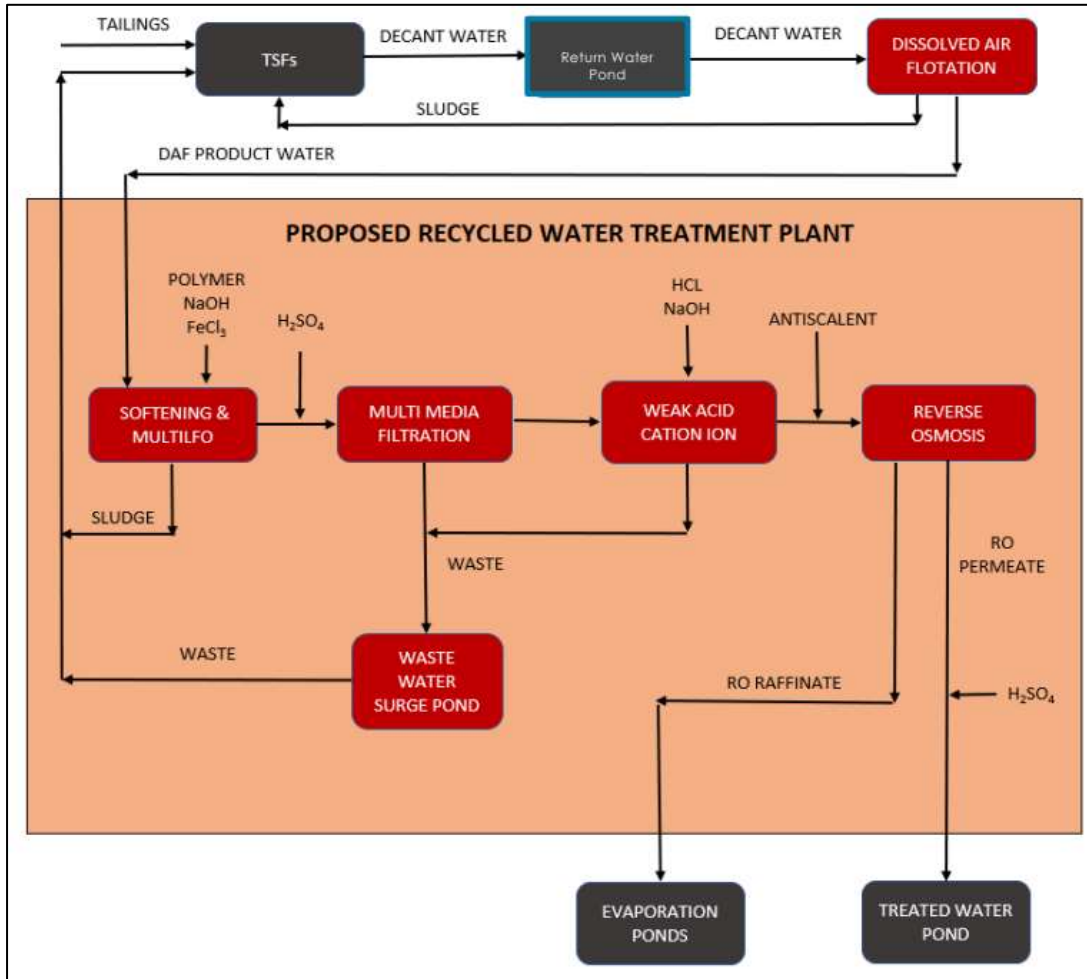 TAILINGS
TSFs
DECANT WATER
Return Water
Pond
DECANT WATER
DISSOLVED AIR
FLOTATION
SLUDGE
DAF PRODUCT WATER
PROPOSED RECYCLED WATER TREATMENT PLANT
POLYMER
NaOH
FeCl₃
H₂SO₄
HCL
NaOH
ANTISCALENT
SOFTENING &
MULTILFO
MULTI MEDIA
FILTRATION
WEAK ACID
CATION ION
REVERSE
OSMOSIS
SLUDGE
WASTE
RO
PERMEATE
WASTE
WASTE
WATER
SURGE POND
RO RAFFINATE
H₂SO₄
EVAPORATION
PONDS
TREATED WATER
POND